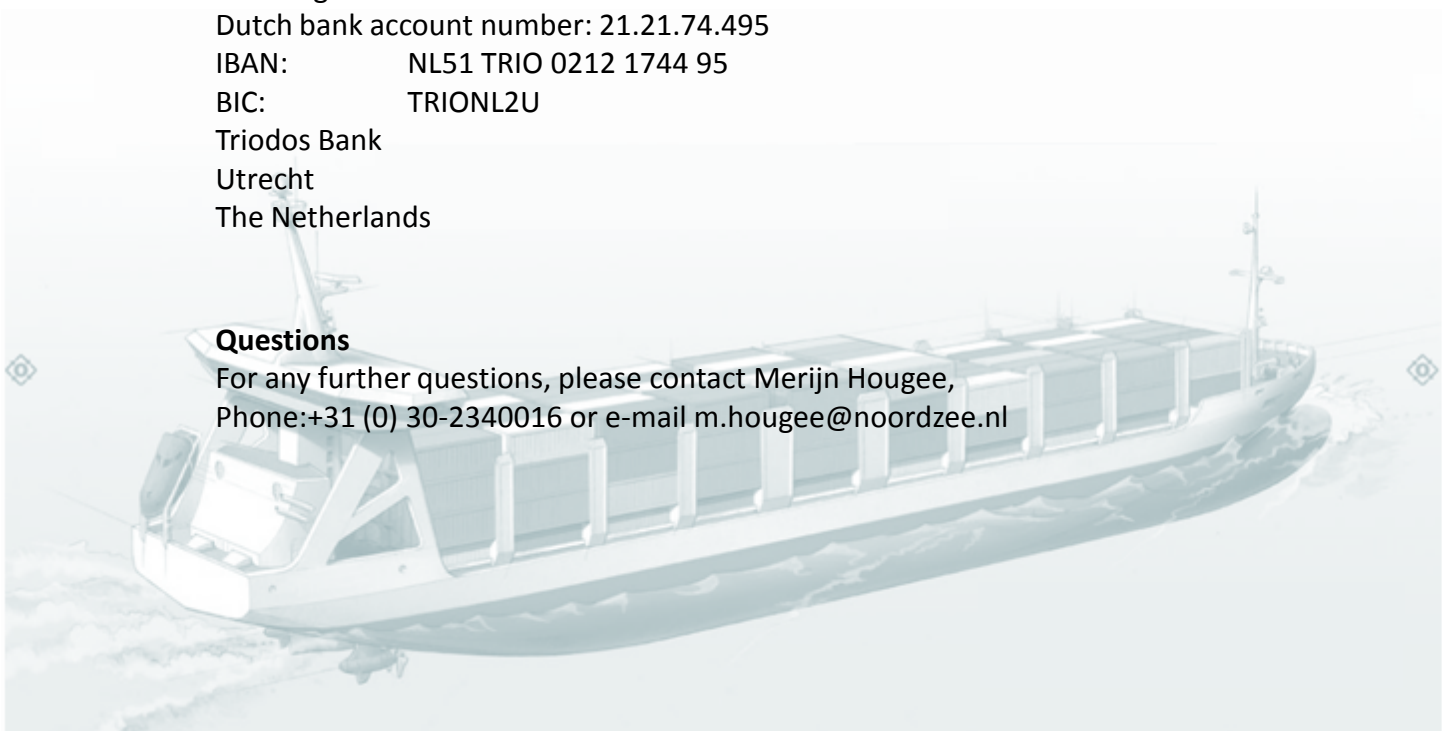 Dutch bank account number: 21.21.74.495
IBAN: NL51 TRIO 0212 1744 95
BIC: TRIONL2U
Triodos Bank
Utrecht
The Netherlands
Questions
For any further questions, please contact Merijn Hougee,
Phone:+31 (0) 30-2340016 or e-mail m.hougee@noordzee.nl